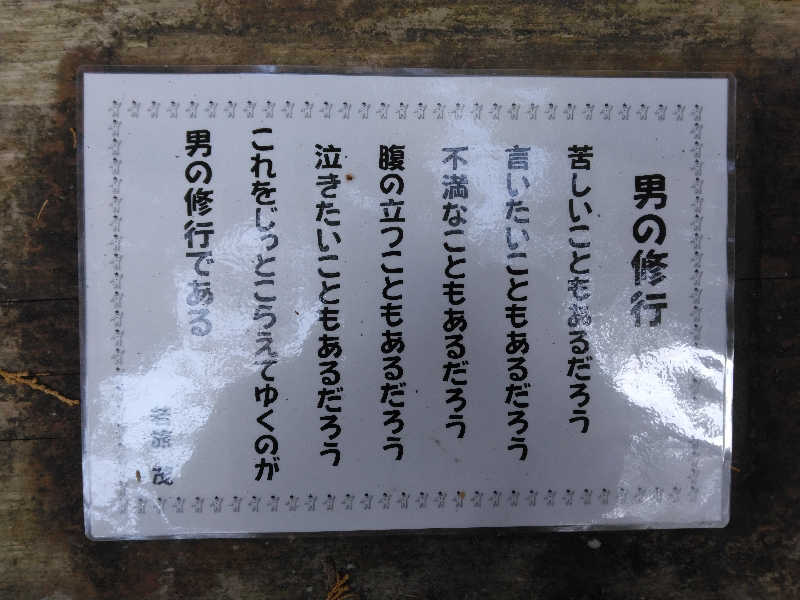 男の修行
苦しいこともあるだろう
言いたいこともあるだろう
不満なこともあるだろう
腹の立つこともあるだろう
泣きたいこともあるだろう
これをじっとこらえてゆくのが
男の修行である
茂